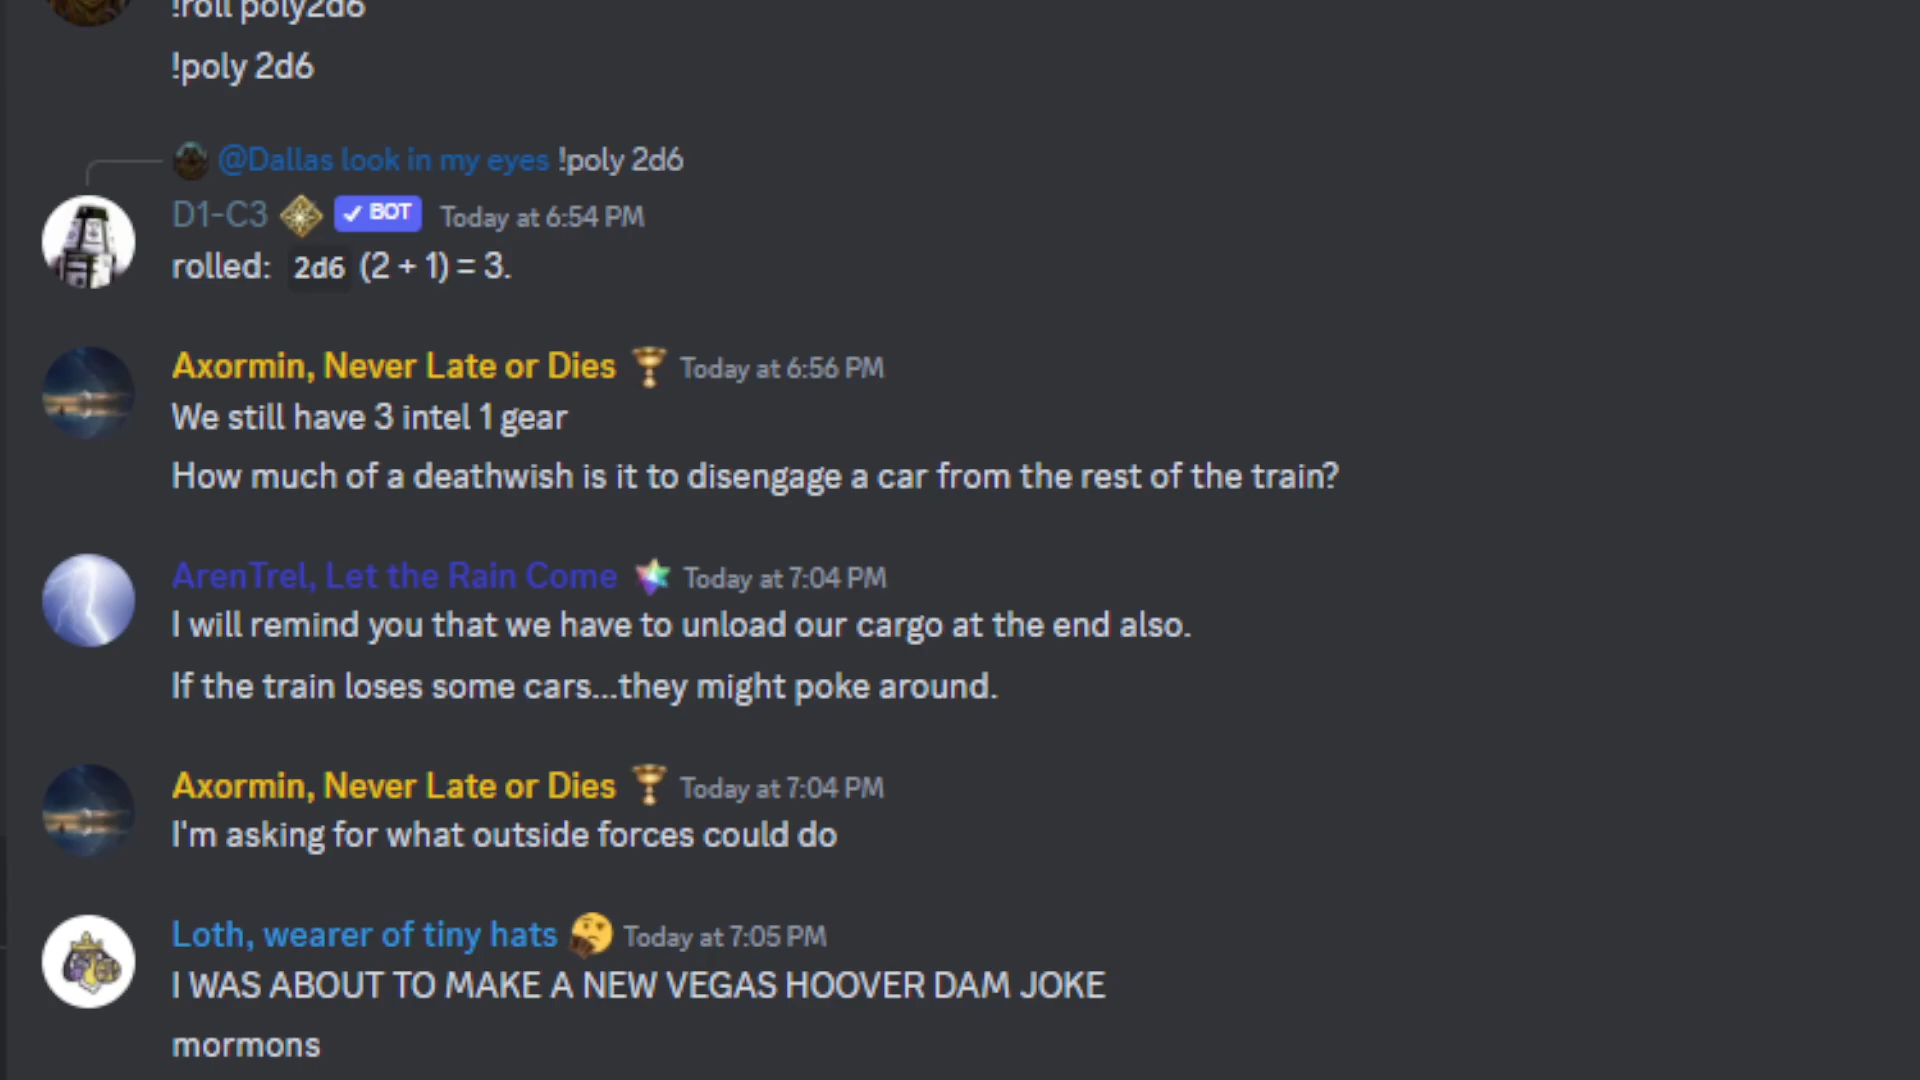 !roll poly2d6
!poly 2d6
@Dallas look in my eyes !poly 2d6
D1-C3 BOT Today at 6:54 PM
rolled: 2d6 (2 + 1) = 3.
Axormin, Never Late or Dies Today at 6:56 PM
We still have 3 intel 1 gear
How much of a deathwish is it to disengage a car from the rest of the train?
ArenTrel, Let the Rain Come Today at 7:04 PM
I will remind you that we have to unload our cargo at the end also.
If the train loses some cars...they might poke around.
Axormin, Never Late or Dies Today at 7:04 PM
I'm asking for what outside forces could do
Loth, wearer of tiny hats Today at 7:05 PM
I WAS ABOUT TO MAKE A NEW VEGAS HOOVER DAM JOKE
mormons